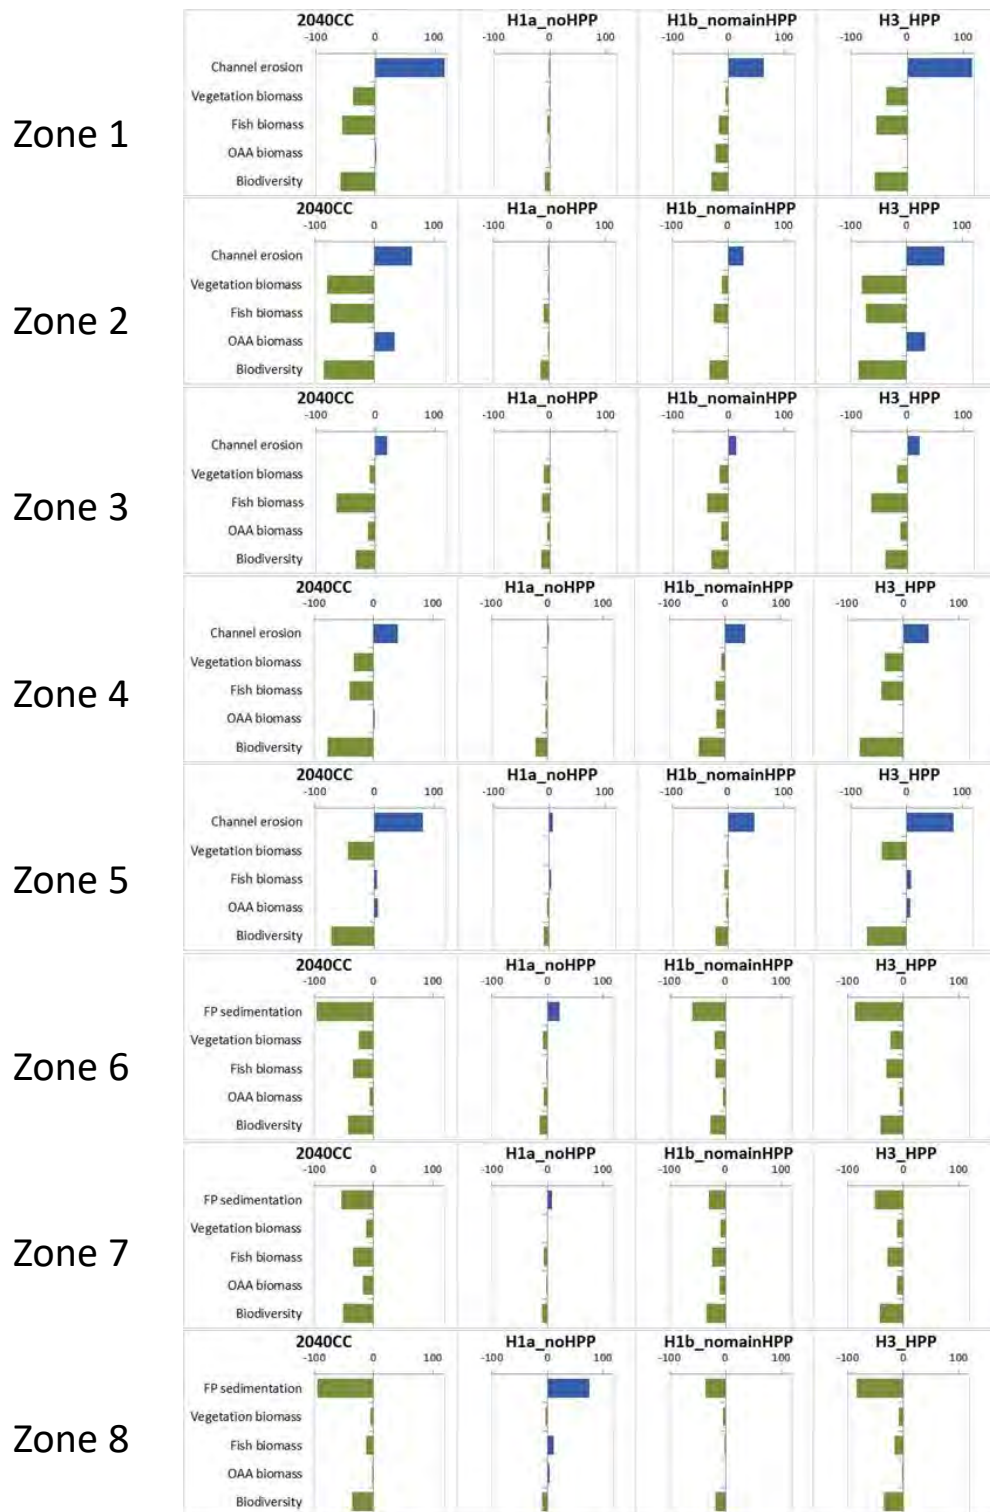 2040CC H1a_noHPP H1b_nomainHPP H3_HPP
-100 0 100 -100 0 100 -100 0 100 -100 0 100
Zone 1
Channel erosion
Vegetation biomass
Fish biomass
OAA biomass
Biodiversity
2040CC H1a_noHPP H1b_nomainHPP H3_HPP
-100 0 100 -100 0 100 -100 0 100 -100 0 100
Zone 2
Channel erosion
Vegetation biomass
Fish biomass
OAA biomass
Biodiversity
2040CC H1a_noHPP H1b_nomainHPP H3_HPP
-100 0 100 -100 0 100 -100 0 100 -100 0 100
Zone 3
Channel erosion
Vegetation biomass
Fish biomass
OAA biomass
Biodiversity
2040CC H1a_noHPP H1b_nomainHPP H3_HPP
-100 0 100 -100 0 100 -100 0 100 -100 0 100
Zone 4
Channel erosion
Vegetation biomass
Fish biomass
OAA biomass
Biodiversity
2040CC H1a_noHPP H1b_nomainHPP H3_HPP
-100 0 100 -100 0 100 -100 0 100 -100 0 100
Zone 5
Channel erosion
Vegetation biomass
Fish biomass
OAA biomass
Biodiversity
2040CC H1a_noHPP H1b_nomainHPP H3_HPP
-100 0 100 -100 0 100 -100 0 100 -100 0 100
Zone 6
FP sedimentation
Vegetation biomass
Fish biomass
OAA biomass
Biodiversity
2040CC H1a_noHPP H1b_nomainHPP H3_HPP
-100 0 100 -100 0 100 -100 0 100 -100 0 100
Zone 7
FP sedimentation
Vegetation biomass
Fish biomass
OAA biomass
Biodiversity
2040CC H1a_noHPP H1b_nomainHPP H3_HPP
-100 0 100 -100 0 100 -100 0 100 -100 0 100
Zone 8
FP sedimentation
Vegetation biomass
Fish biomass
OAA biomass
Biodiversity